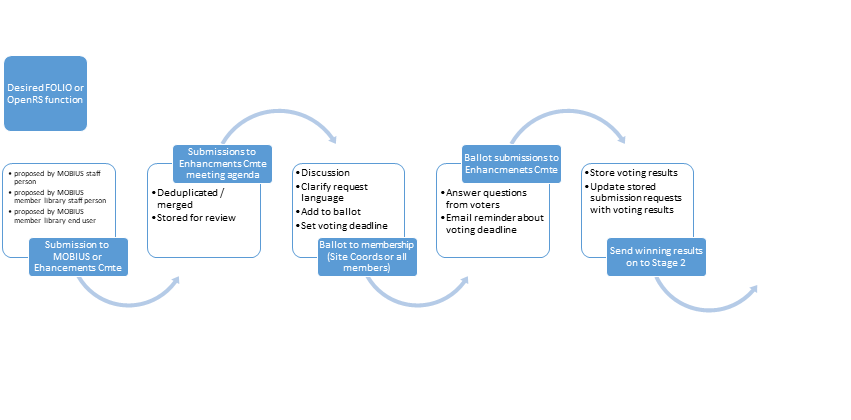 Desired FOLIO or
OpenRS function
• proposed by MOBIUS staff
person
• proposed by MOBIUS
member library staff person
• proposed by MOBIUS
member library end user
Submission to
MOBIUS or
Ehancements Cmte
Submissions to
Enhancments Cmte
meeting agenda
• Deduplicated /
merged
• Stored for review
• Discussion
• Clarify request
language
• Add to ballot
• Set voting deadline
Ballot to membership
(Site Coords or all
members)
Ballot submissions to
Enhancmenets Cmte
• Answer questions
from voters
• Email reminder about
voting deadline
• Store voting results
• Update stored
submission requests
with voting results
Send winning results
on to Stage 2